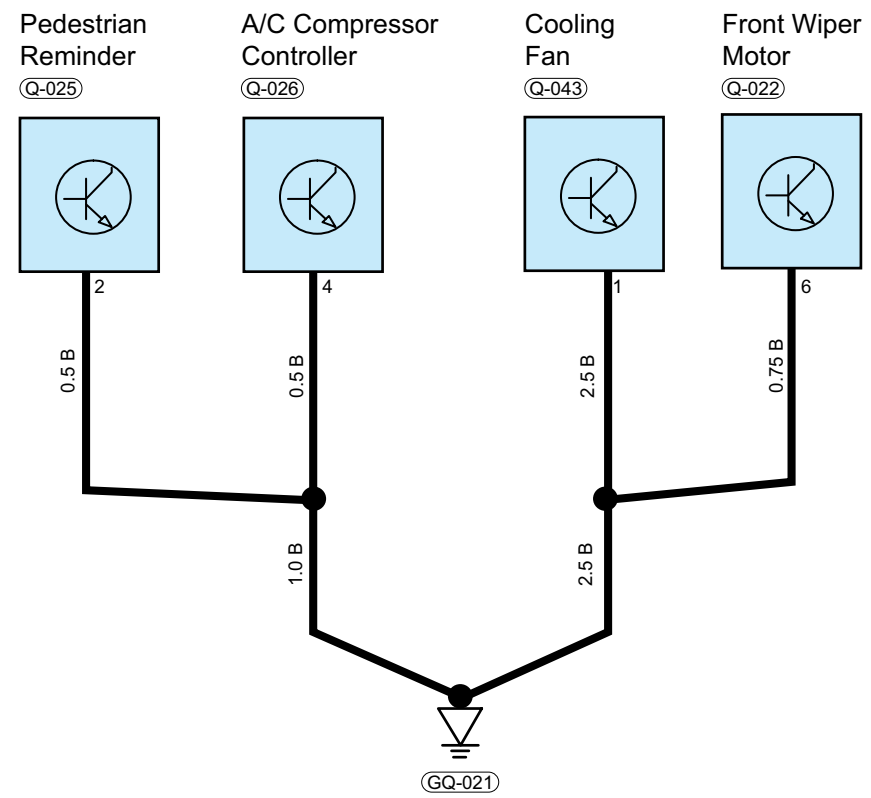 Pedestrian
Reminder
Q-025
A/C Compressor
Controller
Q-026
Cooling
Fan
Q-043
Front Wiper
Motor
Q-022
2
4
1
6
0.5 B
0.5 B
2.5 B
0.75 B
1.0 B
2.5 B
GQ-021